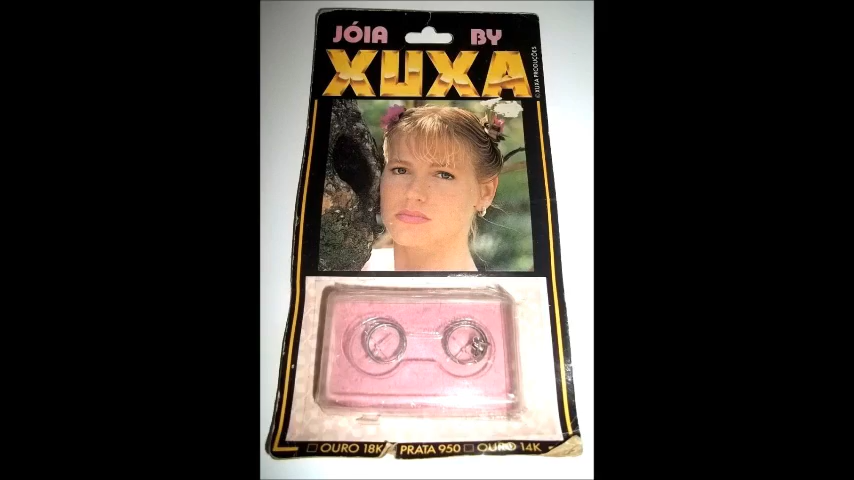 JÓIA BY
XUXA
© XUXA PRODUÇÕES
OURO 18K PRATA 950 OURO 14K